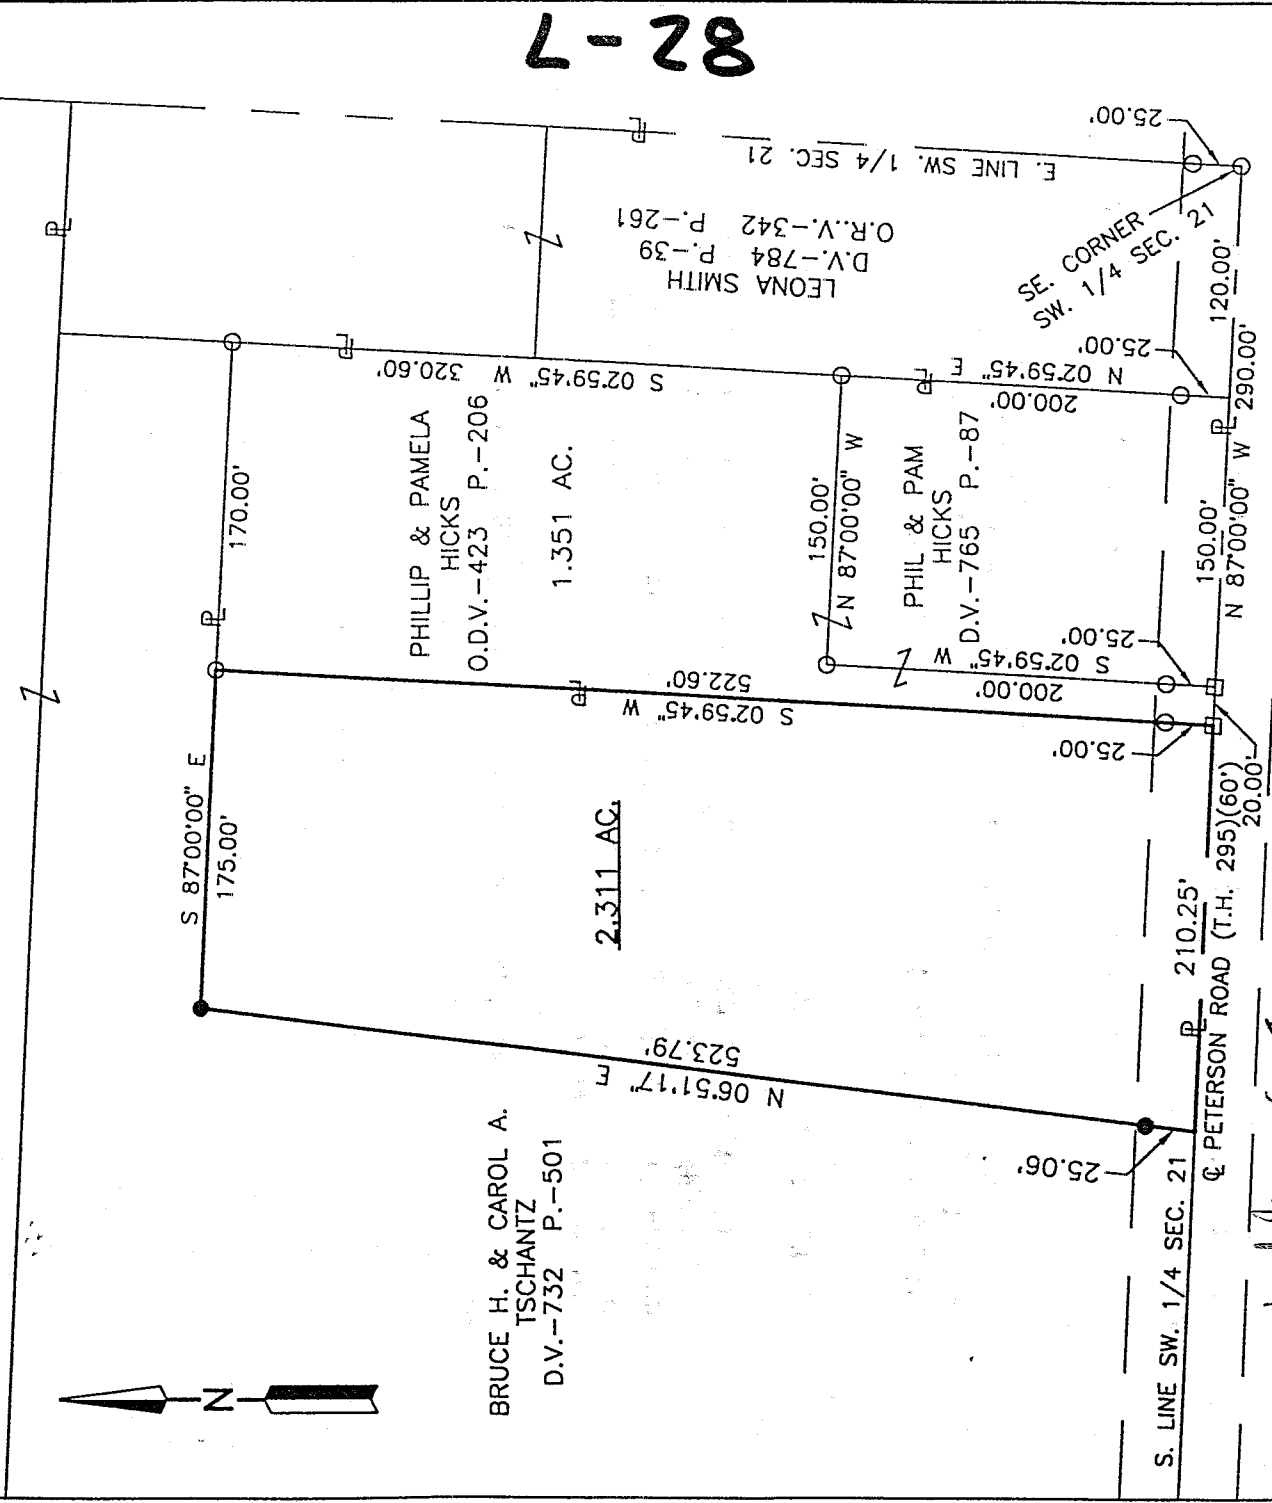 L-28
25.00'
E. LINE SW. 1/4 SEC. 21
LEONA SMITH
D.V.-784 P.-39
O.R..V.-342 P.-261
SE. CORNER
SW. 1/4 SEC. 21
120.00'
290.00'
25.00'
N 02°59'45" E
200.00'
S 02°59'45" W 320.60'
170.00'
PHILLIP & PAMELA
HICKS
O.D.V.-423 P.-206
1.351 AC.
150.00'
N 87°00'00" W
PHIL & PAM
HICKS
D.V.-765 P.-87
150.00'
N 87°00'00" W
25.00'
S 02°59'45" W
200.00'
522.60'
S 02°59'45" W
25.00'
20.00'
S 87°00'00" E
175.00'
2.311 AC.
210.25'
℄ PETERSON ROAD (T.H. 295)(60')
523.79'
N 06°51'17" E
25.06'
BRUCE H. & CAROL A.
TSCHANTZ
D.V.-732 P.-501
S. LINE SW. 1/4 SEC. 21
N